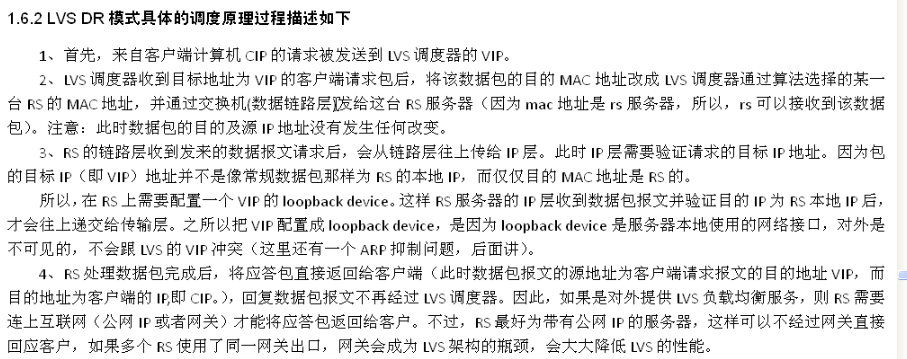 1.6.2 LVS DR 模式具体的调度原理过程描述如下
1、首先，来自客户端计算机 CIP 的请求被发送到 LVS 调度器的 VIP。
2、LVS 调度器收到目标地址为 VIP 的客户端请求包后，将该数据包的目的 MAC 地址改成 LVS 调度器通过算法选择的某一
台 RS 的 MAC 地址，并通过交换机(数据链路层)发给这台 RS 服务器（因为 mac 地址是 rs 服务器，所以，rs 可以接收到该数据
包）。注意：此时数据包的目的及源 IP 地址没有发生任何改变。
3、RS 的链路层收到发来的数据报文请求后，会从链路层往上传给 IP 层。此时 IP 层需要验证请求的目标 IP 地址。因为包
的目标 IP（即 VIP）地址并不是像常规数据包那样为 RS 的本地 IP，而仅仅目的 MAC 地址是 RS 的。
所以，在 RS 上需要配置一个 VIP 的 loopback device。这样 RS 服务器的 IP 层收到数据报文并验证目的 IP 为 RS 本地 IP 后，
才会往上递交给传输层。之所以把 VIP 配置成 loopback device，是因为 loopback device 是服务器本地使用的网络接口，对外是
不可见的，不会跟 LVS 的 VIP 冲突（这里还有一个 ARP 抑制问题，后面讲）。
4、RS 处理数据包完成后，将应答包直接返回给客户端（此时数据包报文的源地址为客户端请求报文的目的地址 VIP，而
目的地址为客户端的 IP,即 CIP。），回复数据包报文不再经过 LVS 调度器。因此，如果是对外提供 LVS 负载均衡服务，则 RS 需要
连上互联网（公网 IP 或者网关）才能将应答包返回给客户。不过，RS 最好为带有公网 IP 的服务器，这样可以不经过网关直接
回应客户，如果多个 RS 使用了同一网关出口，网关会成为 LVS 架构的瓶颈，会大大降低 LVS 的性能。